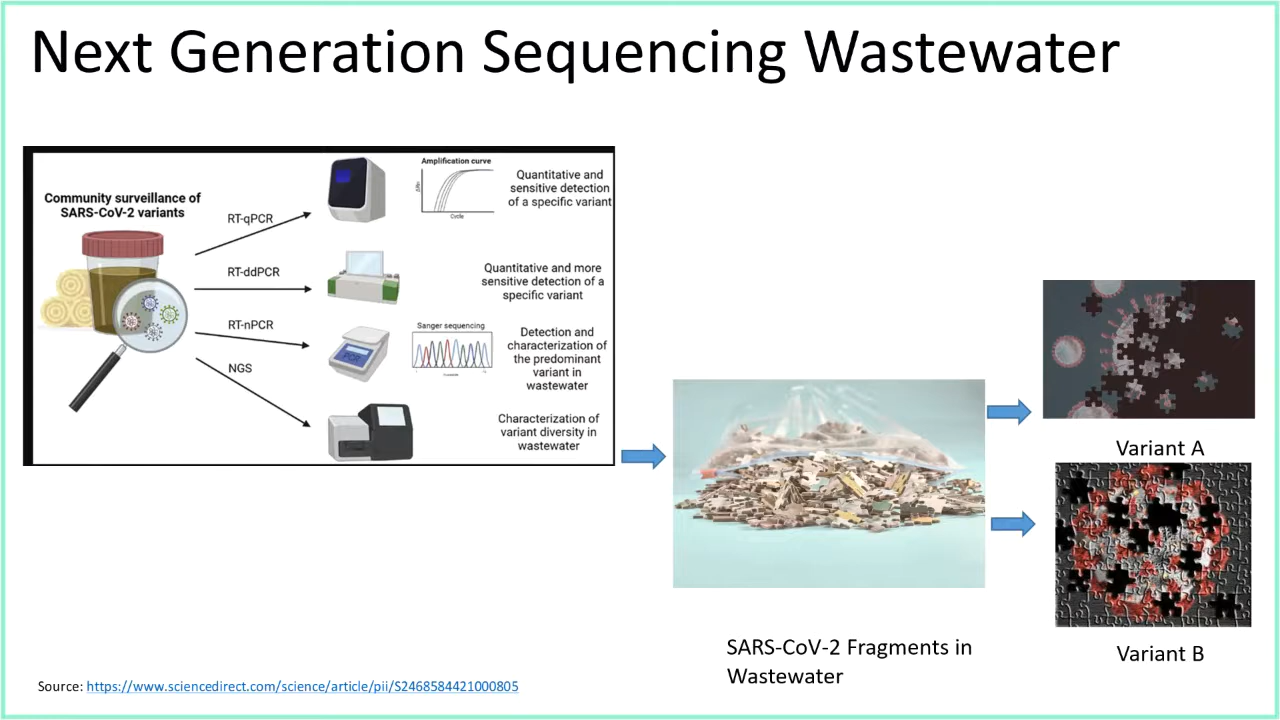 Next Generation Sequencing Wastewater
Community surveillance of
SARS-CoV-2 variants
RT-qPCR
Amplification curve
ΔRn
Cycle
Quantitative and
sensitive detection
of a specific variant
RT-ddPCR
Quantitative and more
sensitive detection of a
specific variant
RT-nPCR
PCR
Sanger sequencing
Detection and
characterization of
the predominant
variant in
wastewater
NGS
Characterization of
variant diversity in
wastewater
SARS-CoV-2 Fragments in
Wastewater
Variant A
Variant B
Source: https://www.sciencedirect.com/science/article/pii/S2468584421000805